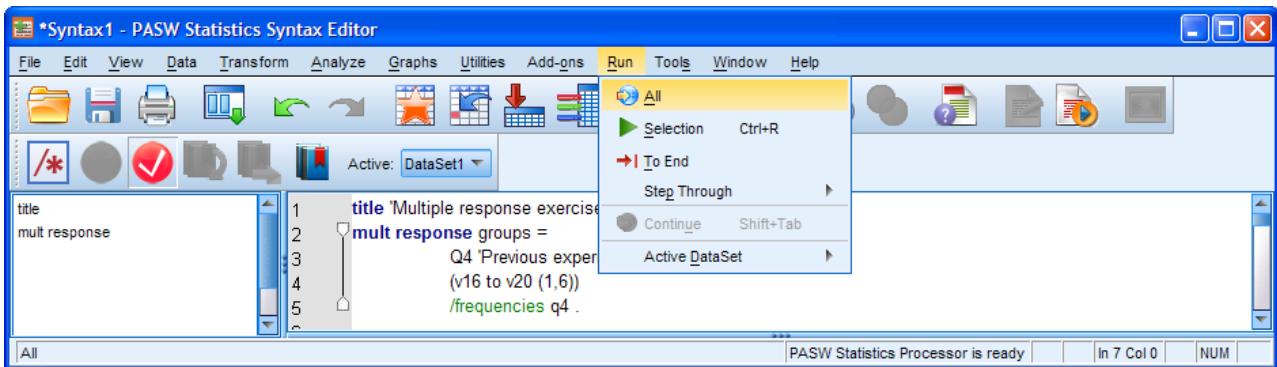 *Syntax1 - PASW Statistics Syntax Editor
File Edit View Data Transform Analyze Graphs Utilities Add-ons Run Tools Window Help
All
Selection Ctrl+R
To End
Step Through
Continue Shift+Tab
Active DataSet
/*
Active: DataSet1
title
mult response
1 title 'Multiple response exercise
2 mult response groups =
3 Q4 'Previous exper
4 (v16 to v20 (1,6))
5 /frequencies q4 .
All PASW Statistics Processor is ready In 7 Col 0 NUM